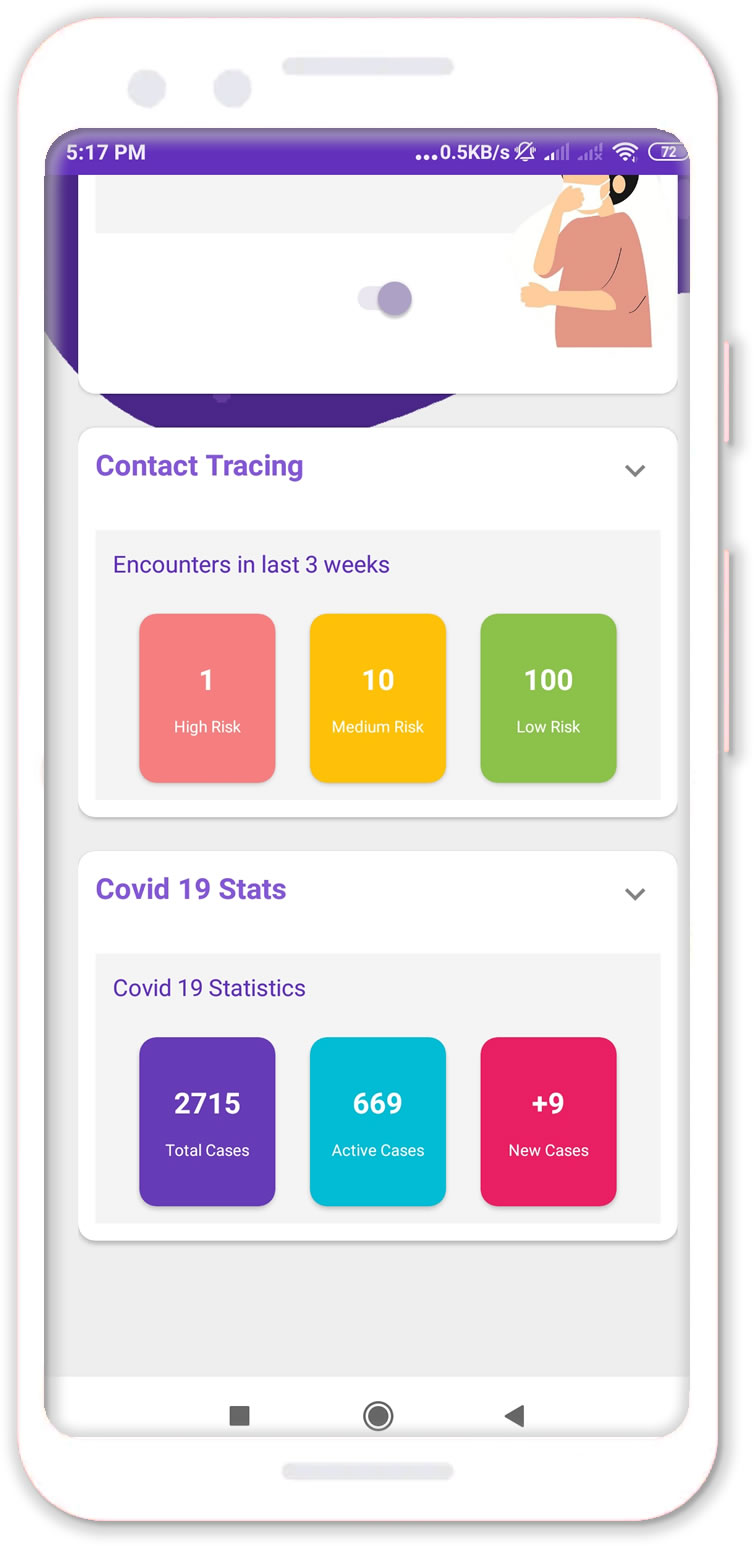 5:17 PM ...0.5KB/s 72
Contact Tracing
Encounters in last 3 weeks
1 10 100
High Risk Medium Risk Low Risk
Covid 19 Stats
Covid 19 Statistics
2715 669 +9
Total Cases Active Cases New Cases